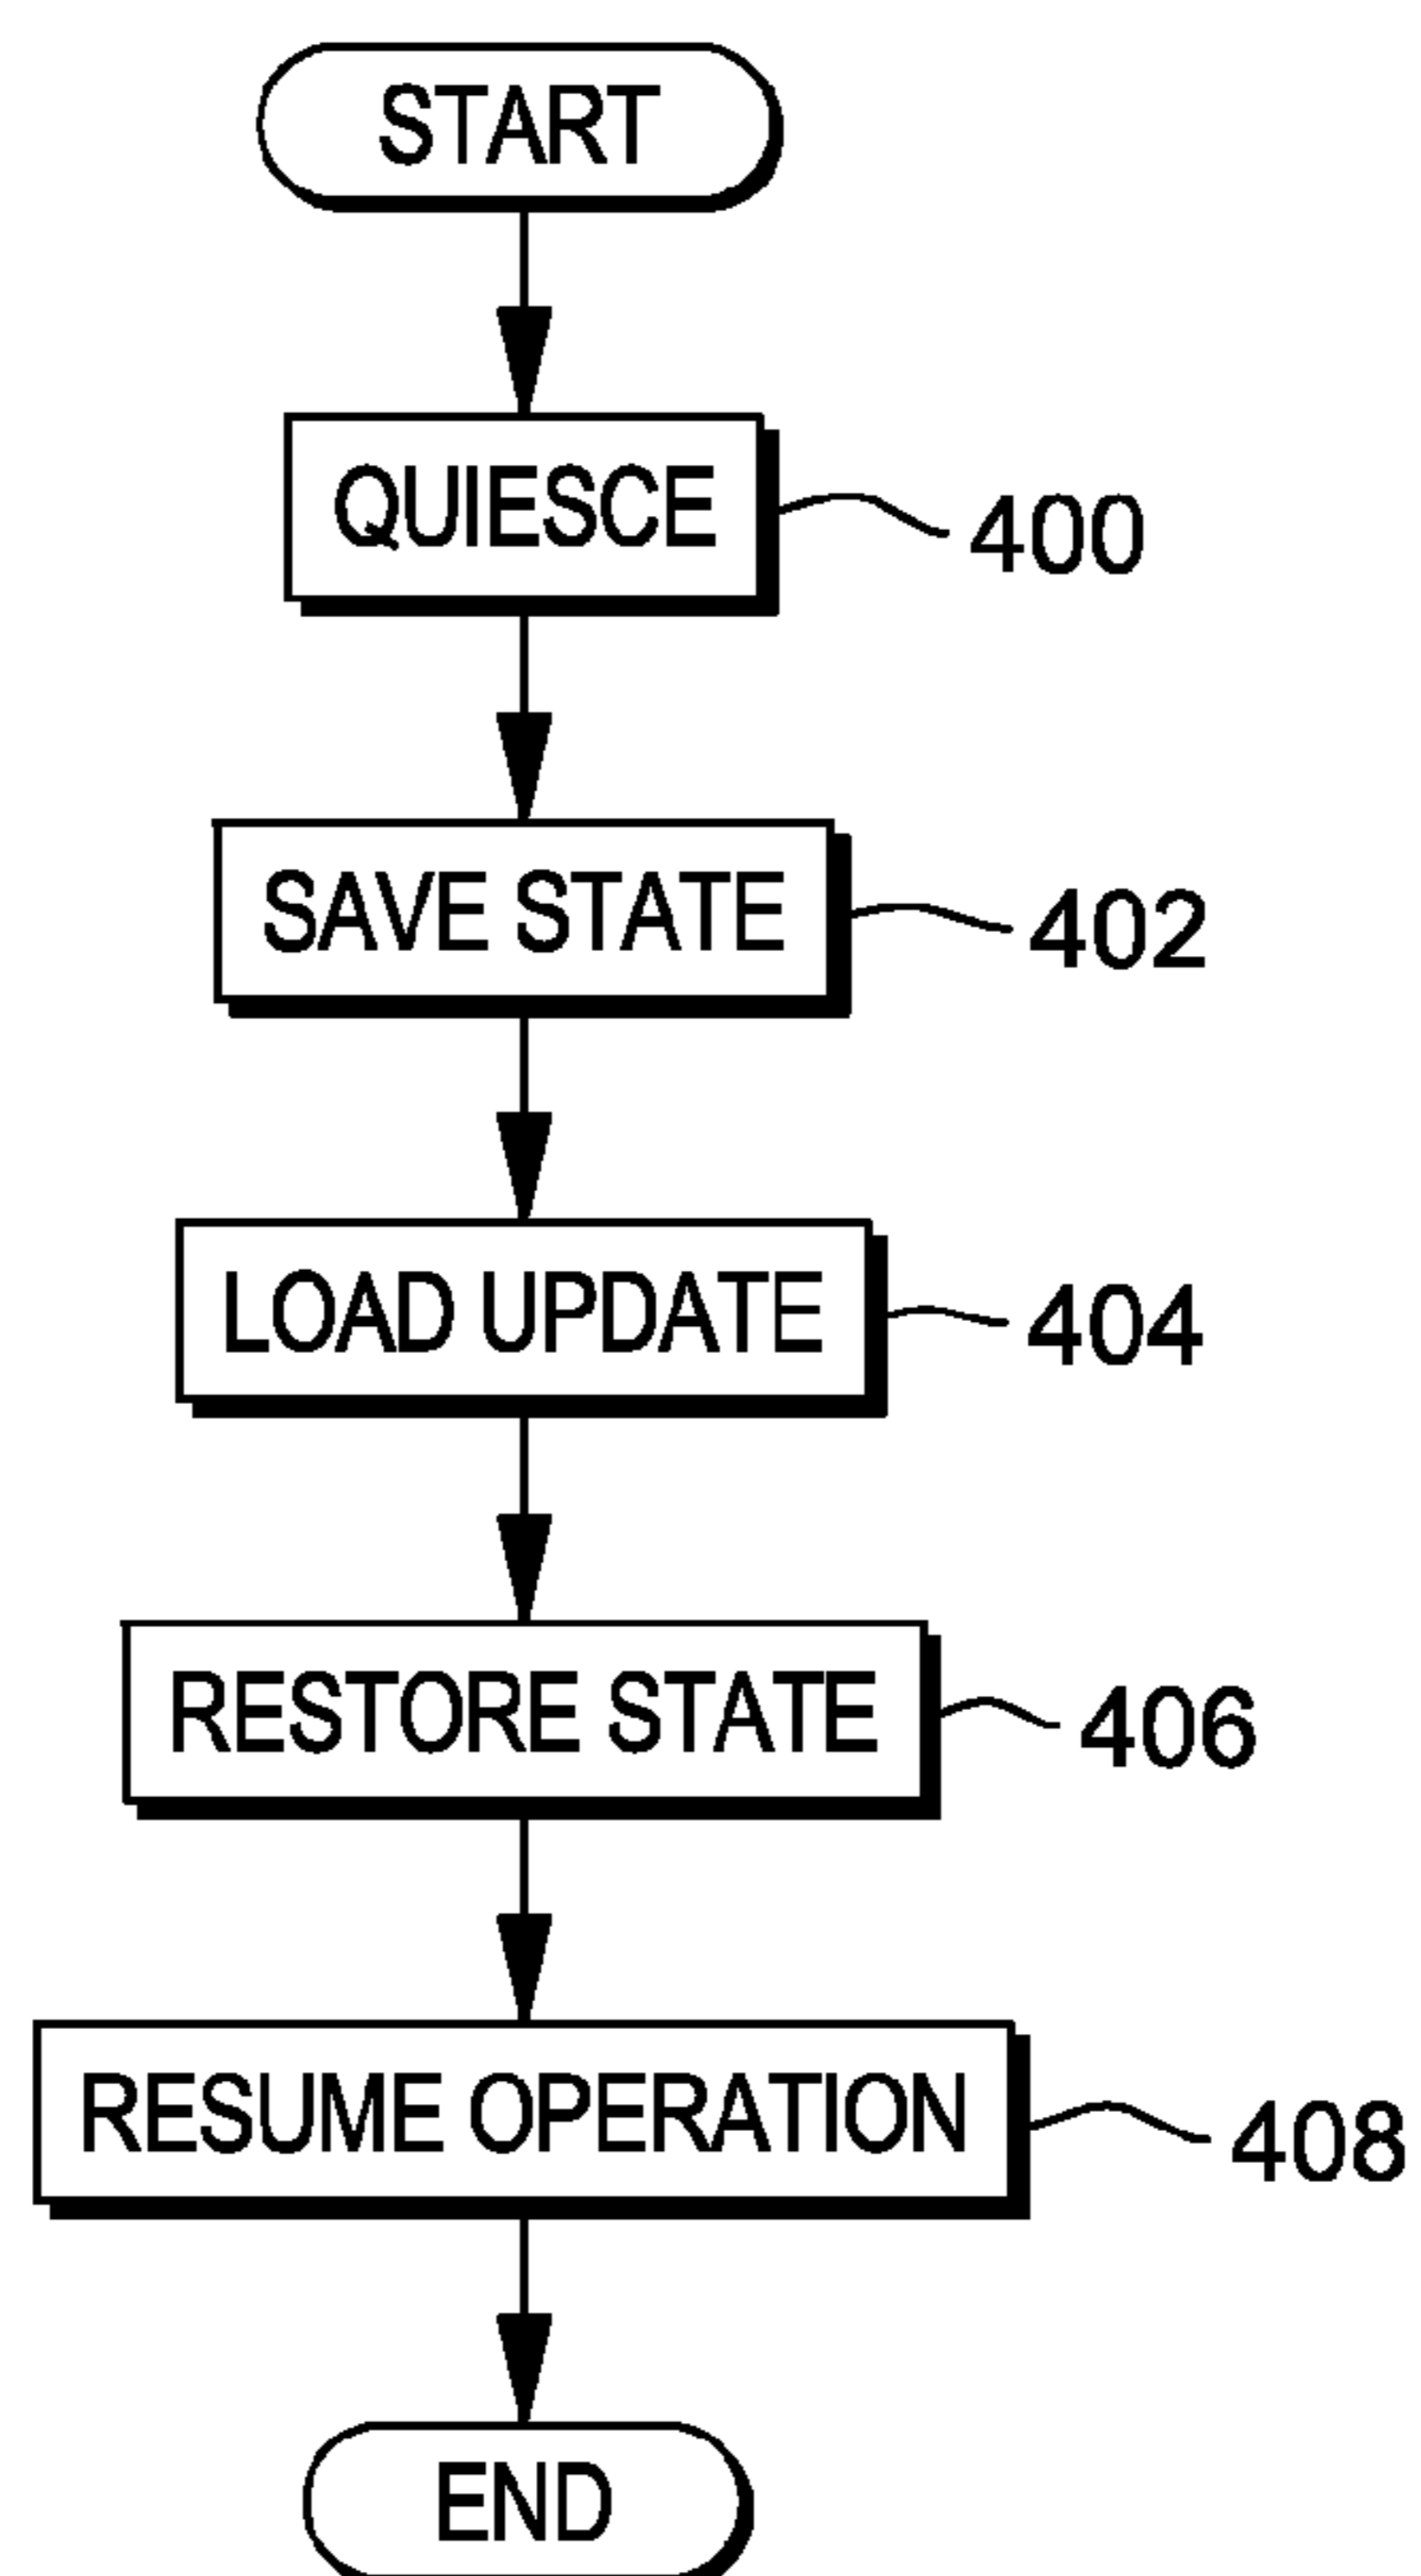 START
QUIESCE
400
SAVE STATE
402
LOAD UPDATE
404
RESTORE STATE
406
RESUME OPERATION
408
END